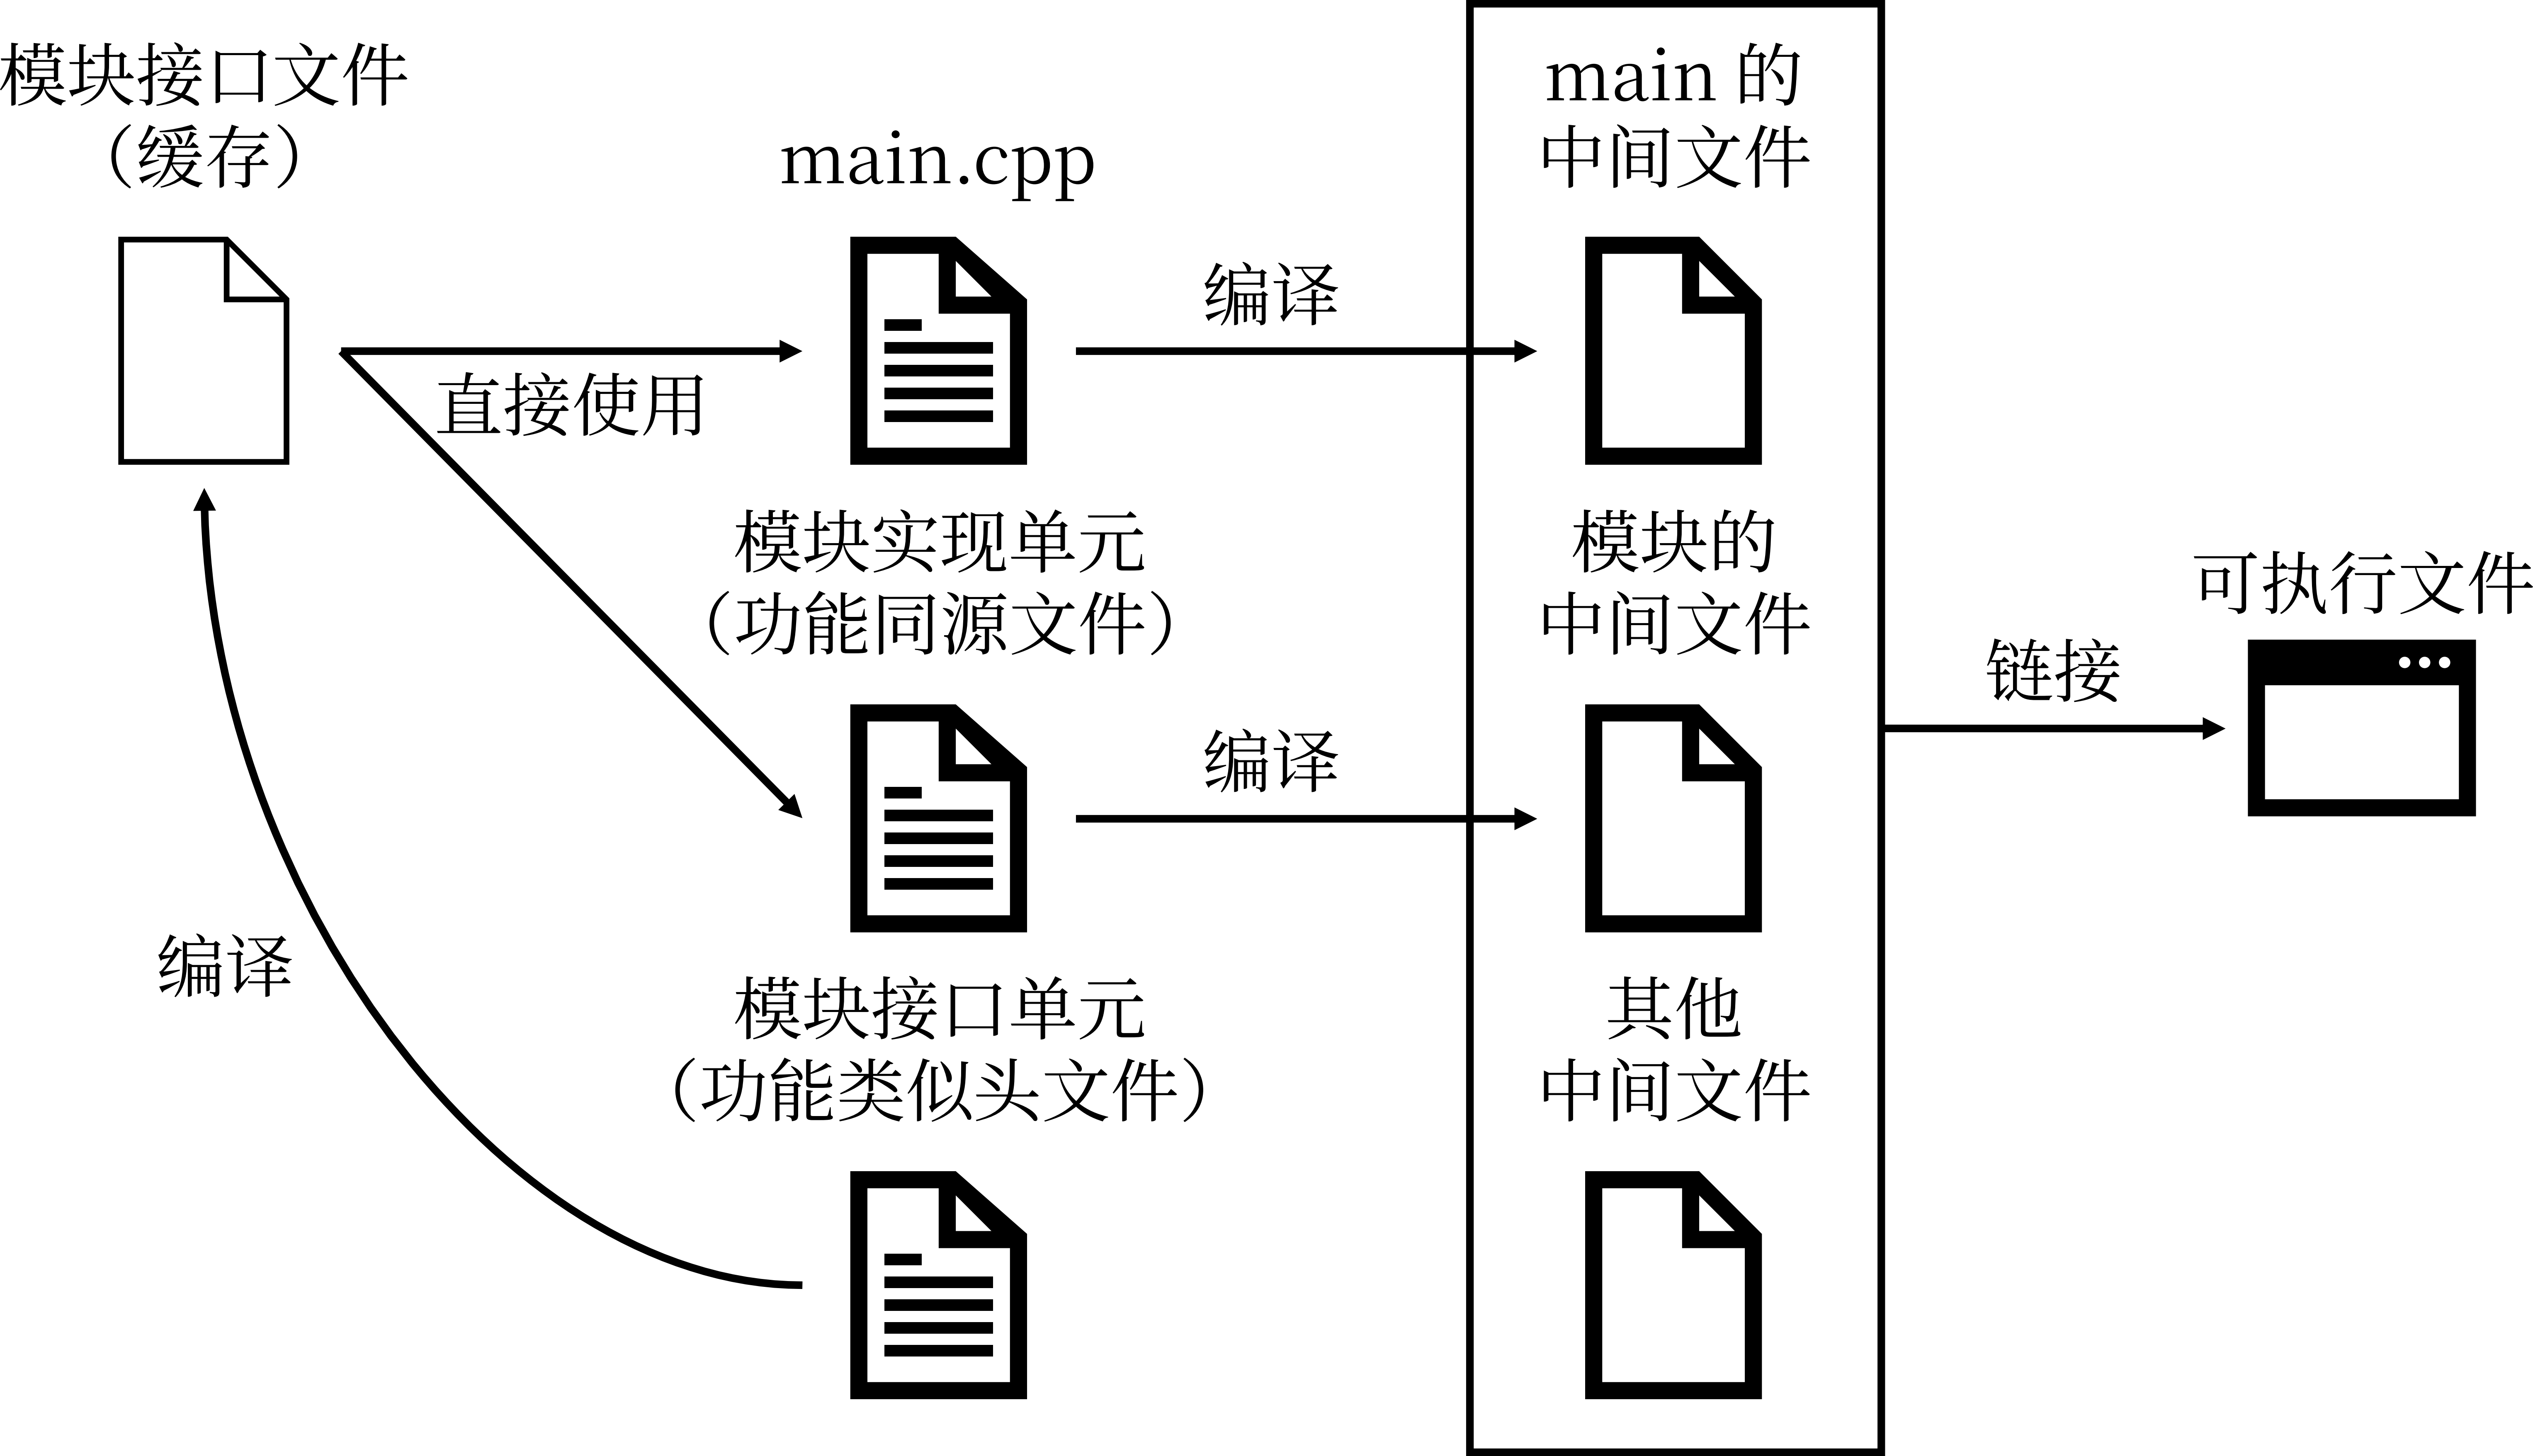 模块接口文件
（缓存）
main.cpp
main 的
中间文件
编译
直接使用
模块实现单元
（功能同源文件）
模块的
中间文件
可执行文件
链接
编译
编译
模块接口单元
（功能类似头文件）
其他
中间文件